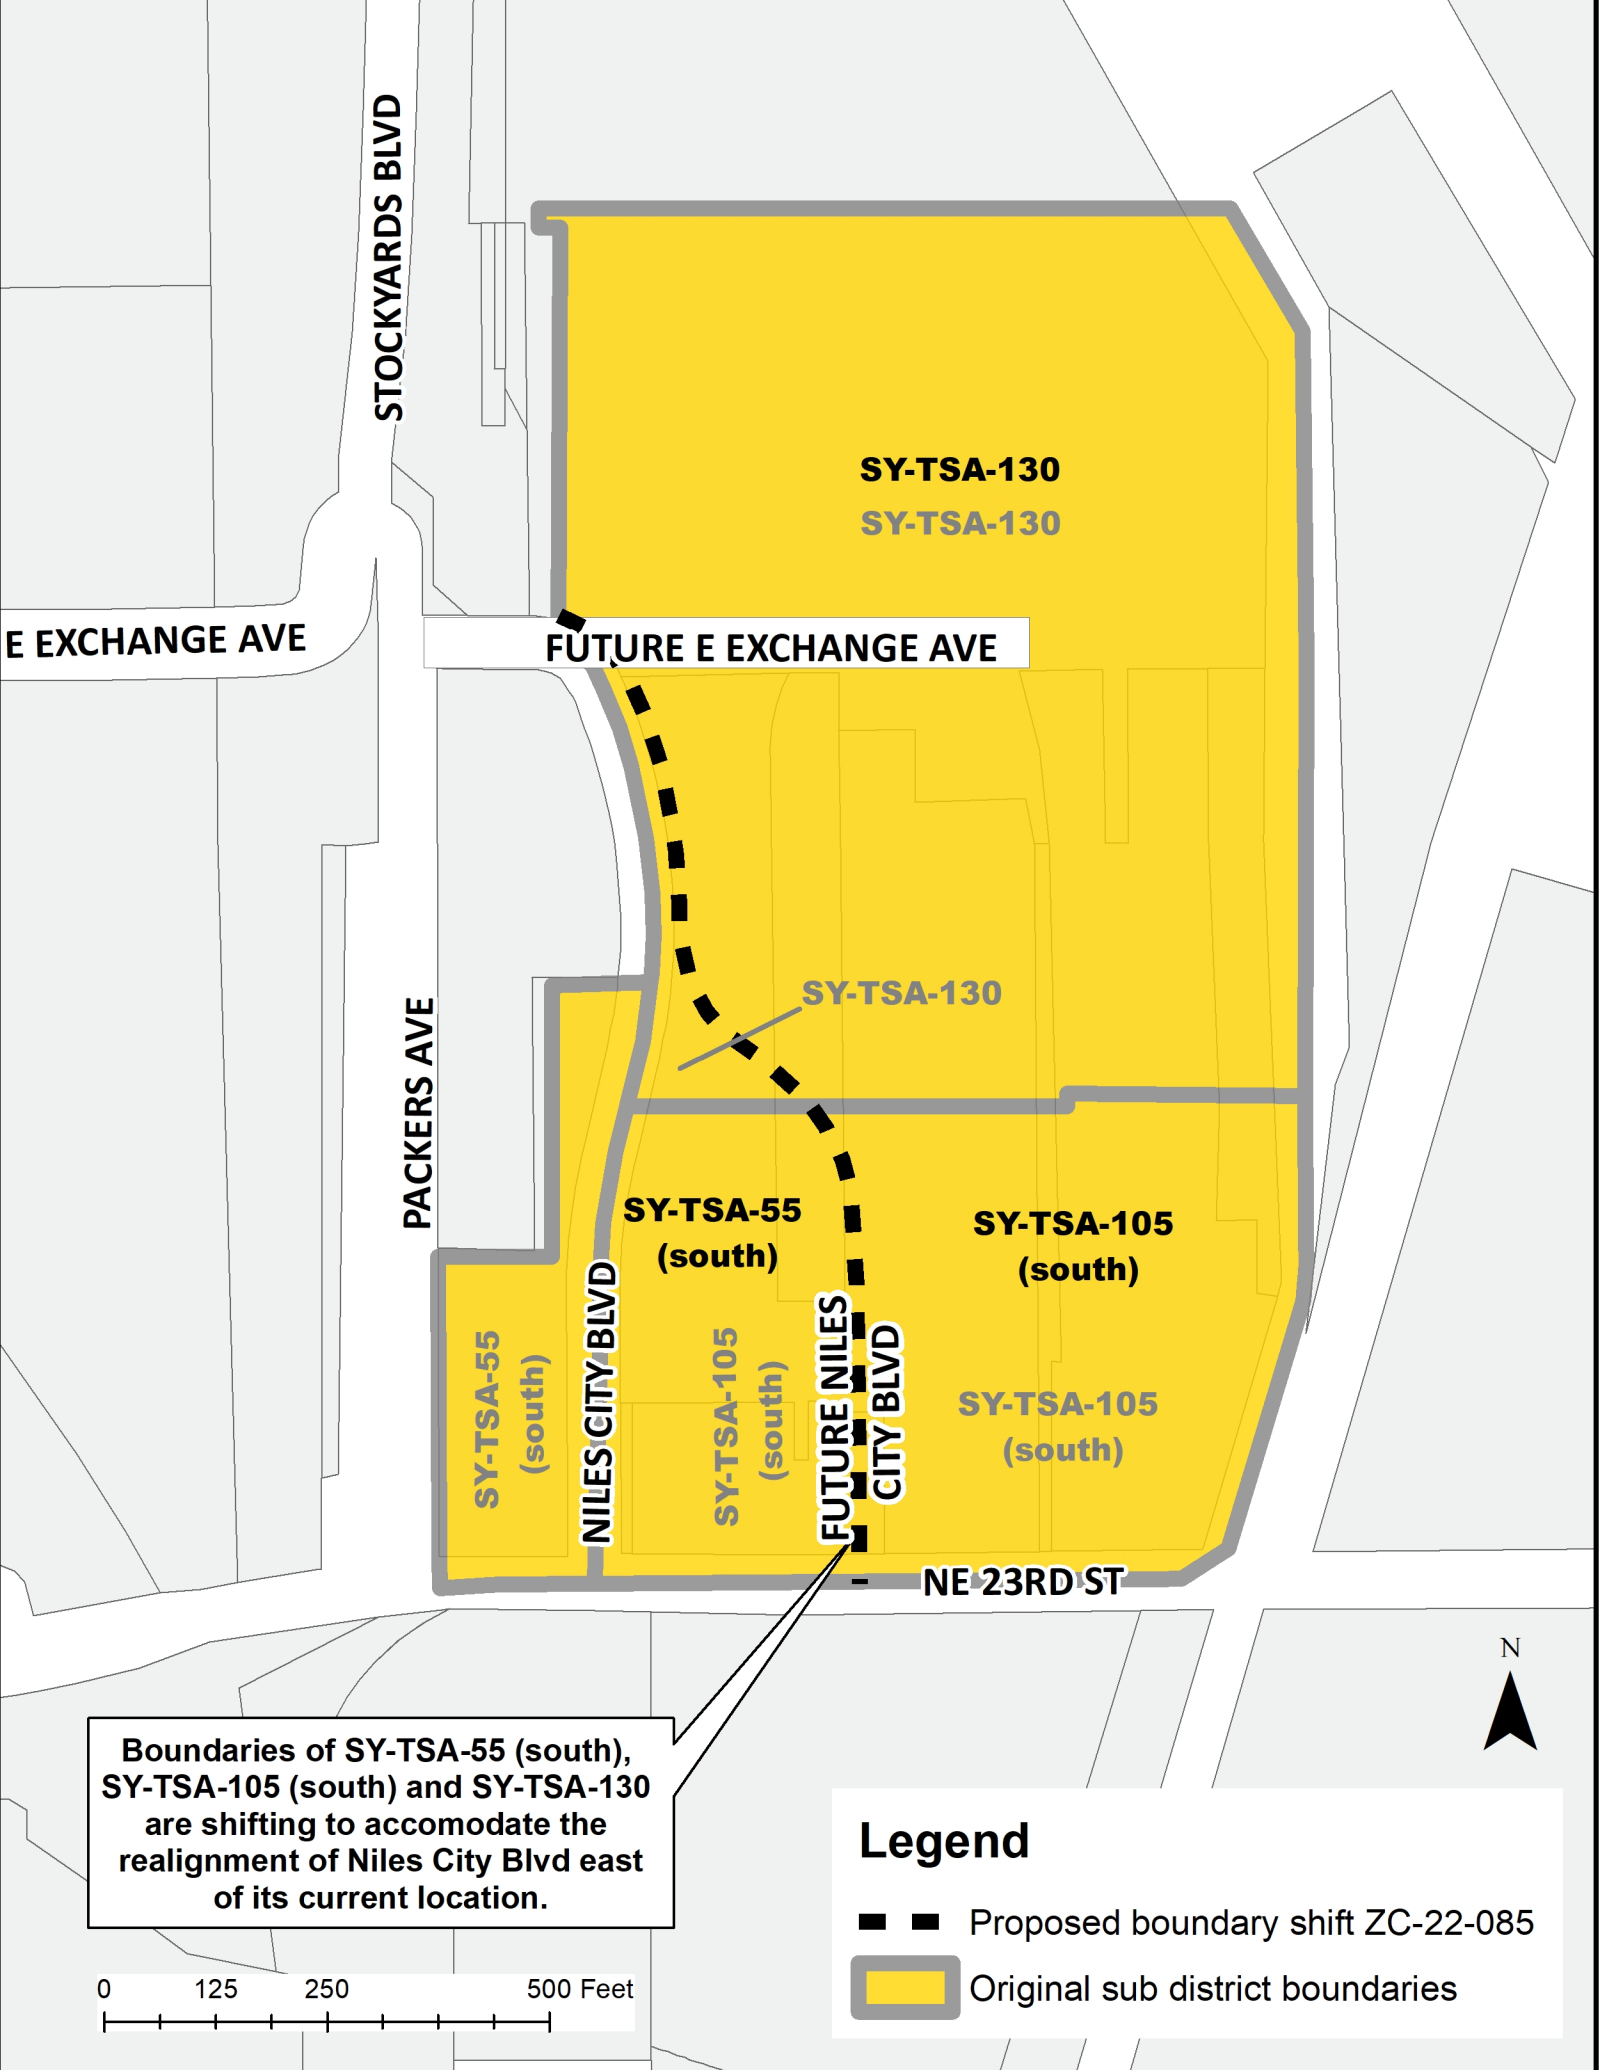 STOCKYARDS BLVD
SY-TSA-130
SY-TSA-130
E EXCHANGE AVE
FUTURE E EXCHANGE AVE
SY-TSA-130
PACKERS AVE
SY-TSA-55
(south)
SY-TSA-105
(south)
SY-TSA-55
(south)
NILES CITY BLVD
SY-TSA-105
(south)
FUTURE NILES
CITY BLVD
SY-TSA-105
(south)
NE 23RD ST
N
Boundaries of SY-TSA-55 (south),
SY-TSA-105 (south) and SY-TSA-130
are shifting to accomodate the
realignment of Niles City Blvd east
of its current location.
Legend
Proposed boundary shift ZC-22-085
Original sub district boundaries
0 125 250 500 Feet